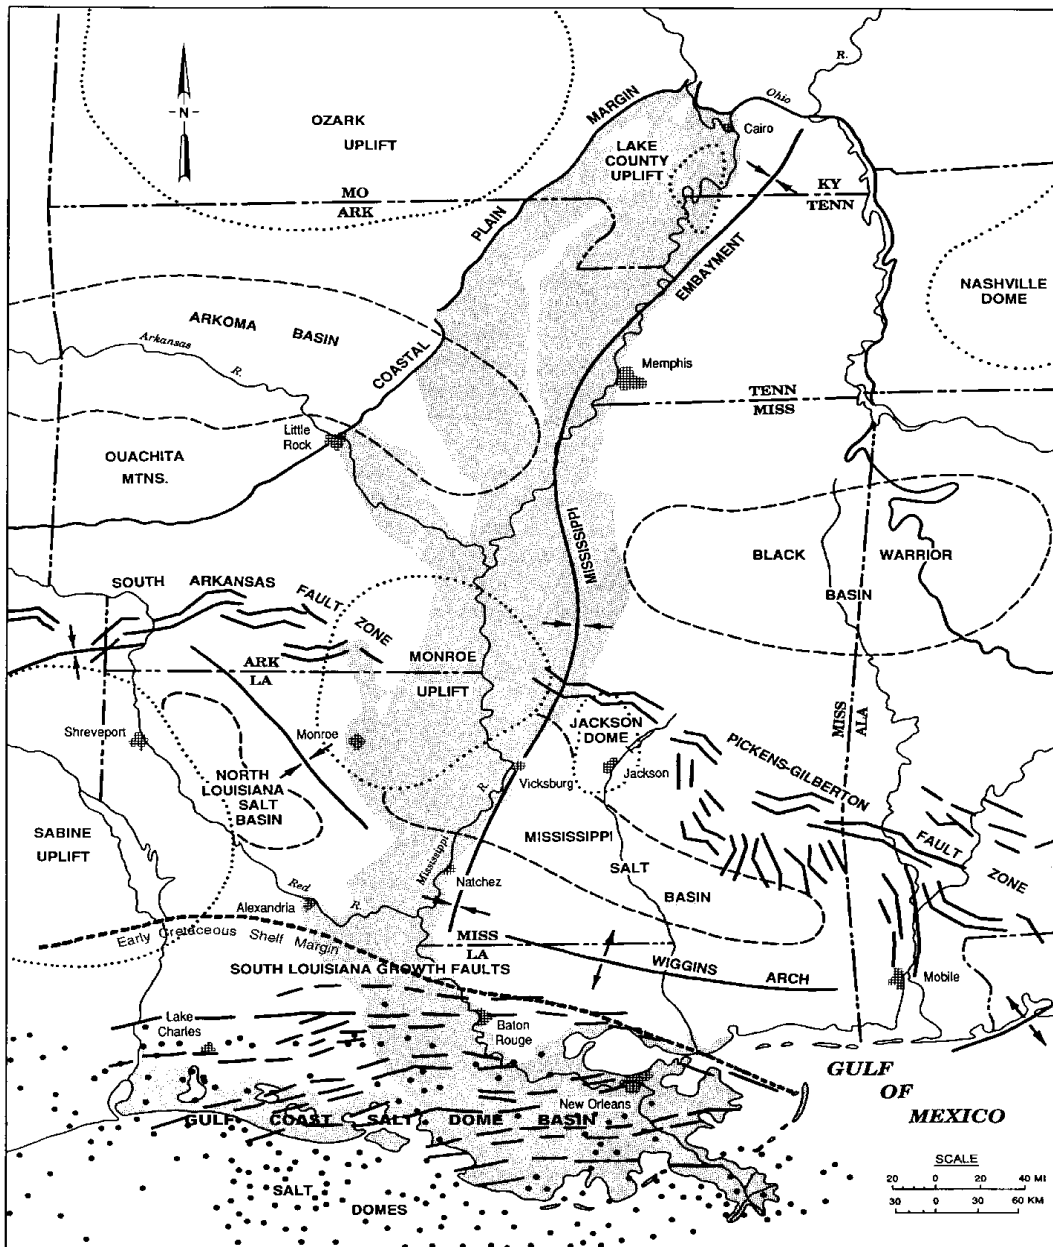 R.
Ohio
MARGIN
N
OZARK
UPLIFT
Cairo
LAKE
COUNTY
UPLIFT
MO
ARK
KY
TENN
PLAIN
EMBAYMENT
NASHVILLE
DOME
ARKOMA BASIN
Arkansas
R.
COASTAL
Memphis
TENN
MISS
Little
Rock
OUACHITA
MTNS.
MISSISSIPPI
BLACK WARRIOR
BASIN
SOUTH ARKANSAS
FAULT
ZONE
ARK
LA
MONROE
UPLIFT
MISS
ALA
Shreveport
Monroe
JACKSON
DOME
PICKENS-GILBERTON
FAULT
ZONE
NORTH
LOUISIANA
SALT
BASIN
R.
Vicksburg
Jackson
SABINE
UPLIFT
MISSISSIPPI
SALT
BASIN
Mississippi
Natchez
Red
R.
Alexandria
Early Cretaceous Shelf Margin
MISS
LA
WIGGINS
ARCH
SOUTH LOUISIANA GROWTH FAULTS
Mobile
Lake
Charles
Baton
Rouge
New Orleans
GULF
OF
MEXICO
GULF COAST SALT DOME BASIN
SALT
DOMES
SCALE
20 0 20 40 MI
30 0 30 60 KM